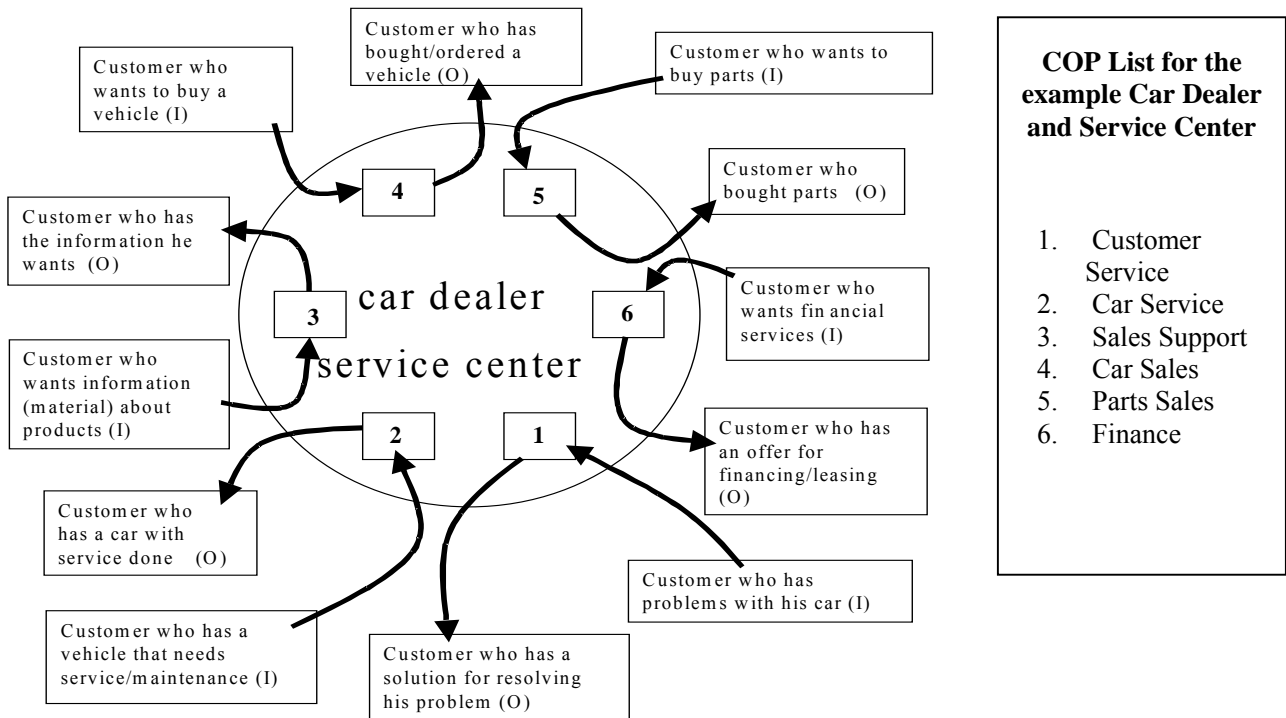 Customer who has
bought/ordered a
vehicle (O)
Customer who wants to
buy parts (I)
Customer who
wants to buy a
vehicle (I)
Customer who
bought parts (O)
4
5
Customer who has
the information he
wants (O)
car dealer
service center
3
6
Customer who
wants financial
services (I)
Customer who
wants information
(material) about
products (I)
2
1
Customer who has
an offer for
financing/leasing
(O)
Customer who
has a car with
service done (O)
Customer who has
problems with his car (I)
Customer who has a
vehicle that needs
service/maintenance (I)
Customer who has a
solution for resolving
his problem (O)
COP List for the
example Car Dealer
and Service Center
1. Customer
Service
2. Car Service
3. Sales Support
4. Car Sales
5. Parts Sales
6. Finance